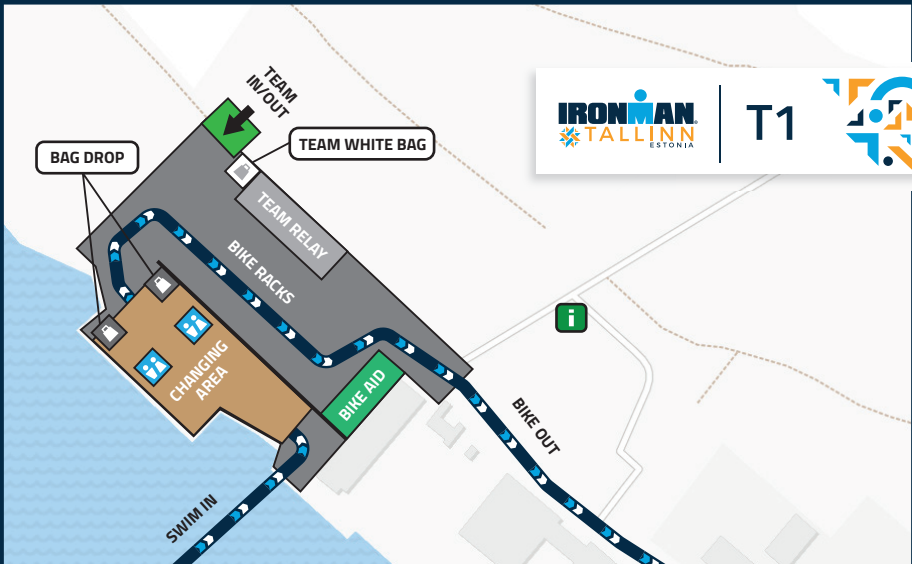 TEAM
IN/OUT
TEAM WHITE BAG
BAG DROP
IRONMAN
TALLINN
ESTONIA
T1
TEAM RELAY
BIKE RACKS
i
CHANGING
AREA
BIKE AID
BIKE OUT
SWIM IN